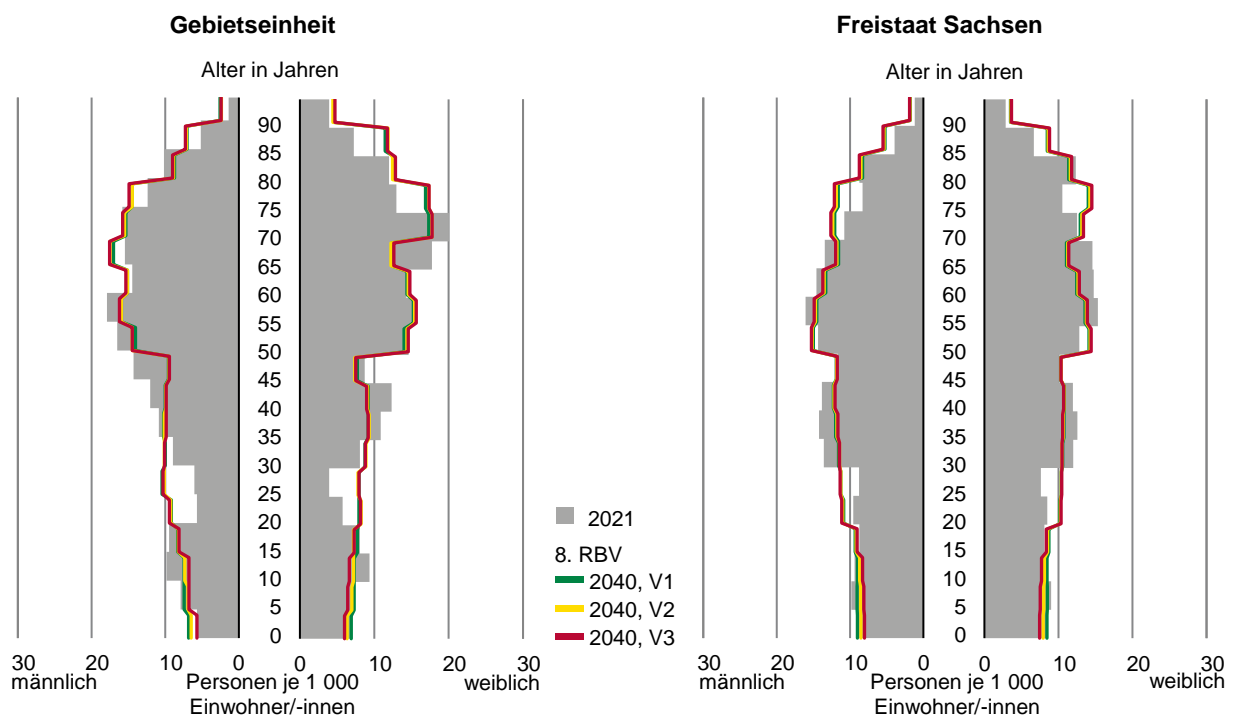 Gebietseinheit
Freistaat Sachsen
Alter in Jahren
Alter in Jahren
90
85
80
75
70
65
60
55
50
45
40
35
30
25
20
15
10
5
0
90
85
80
75
70
65
60
55
50
45
40
35
30
25
20
15
10
5
0
2021
8. RBV
2040, V1
2040, V2
2040, V3
30 20 10 0 0 10 20 30
männlich Personen je 1 000 weiblich
Einwohner/-innen
30 20 10 0 0 10 20 30
männlich Personen je 1 000 weiblich
Einwohner/-innen